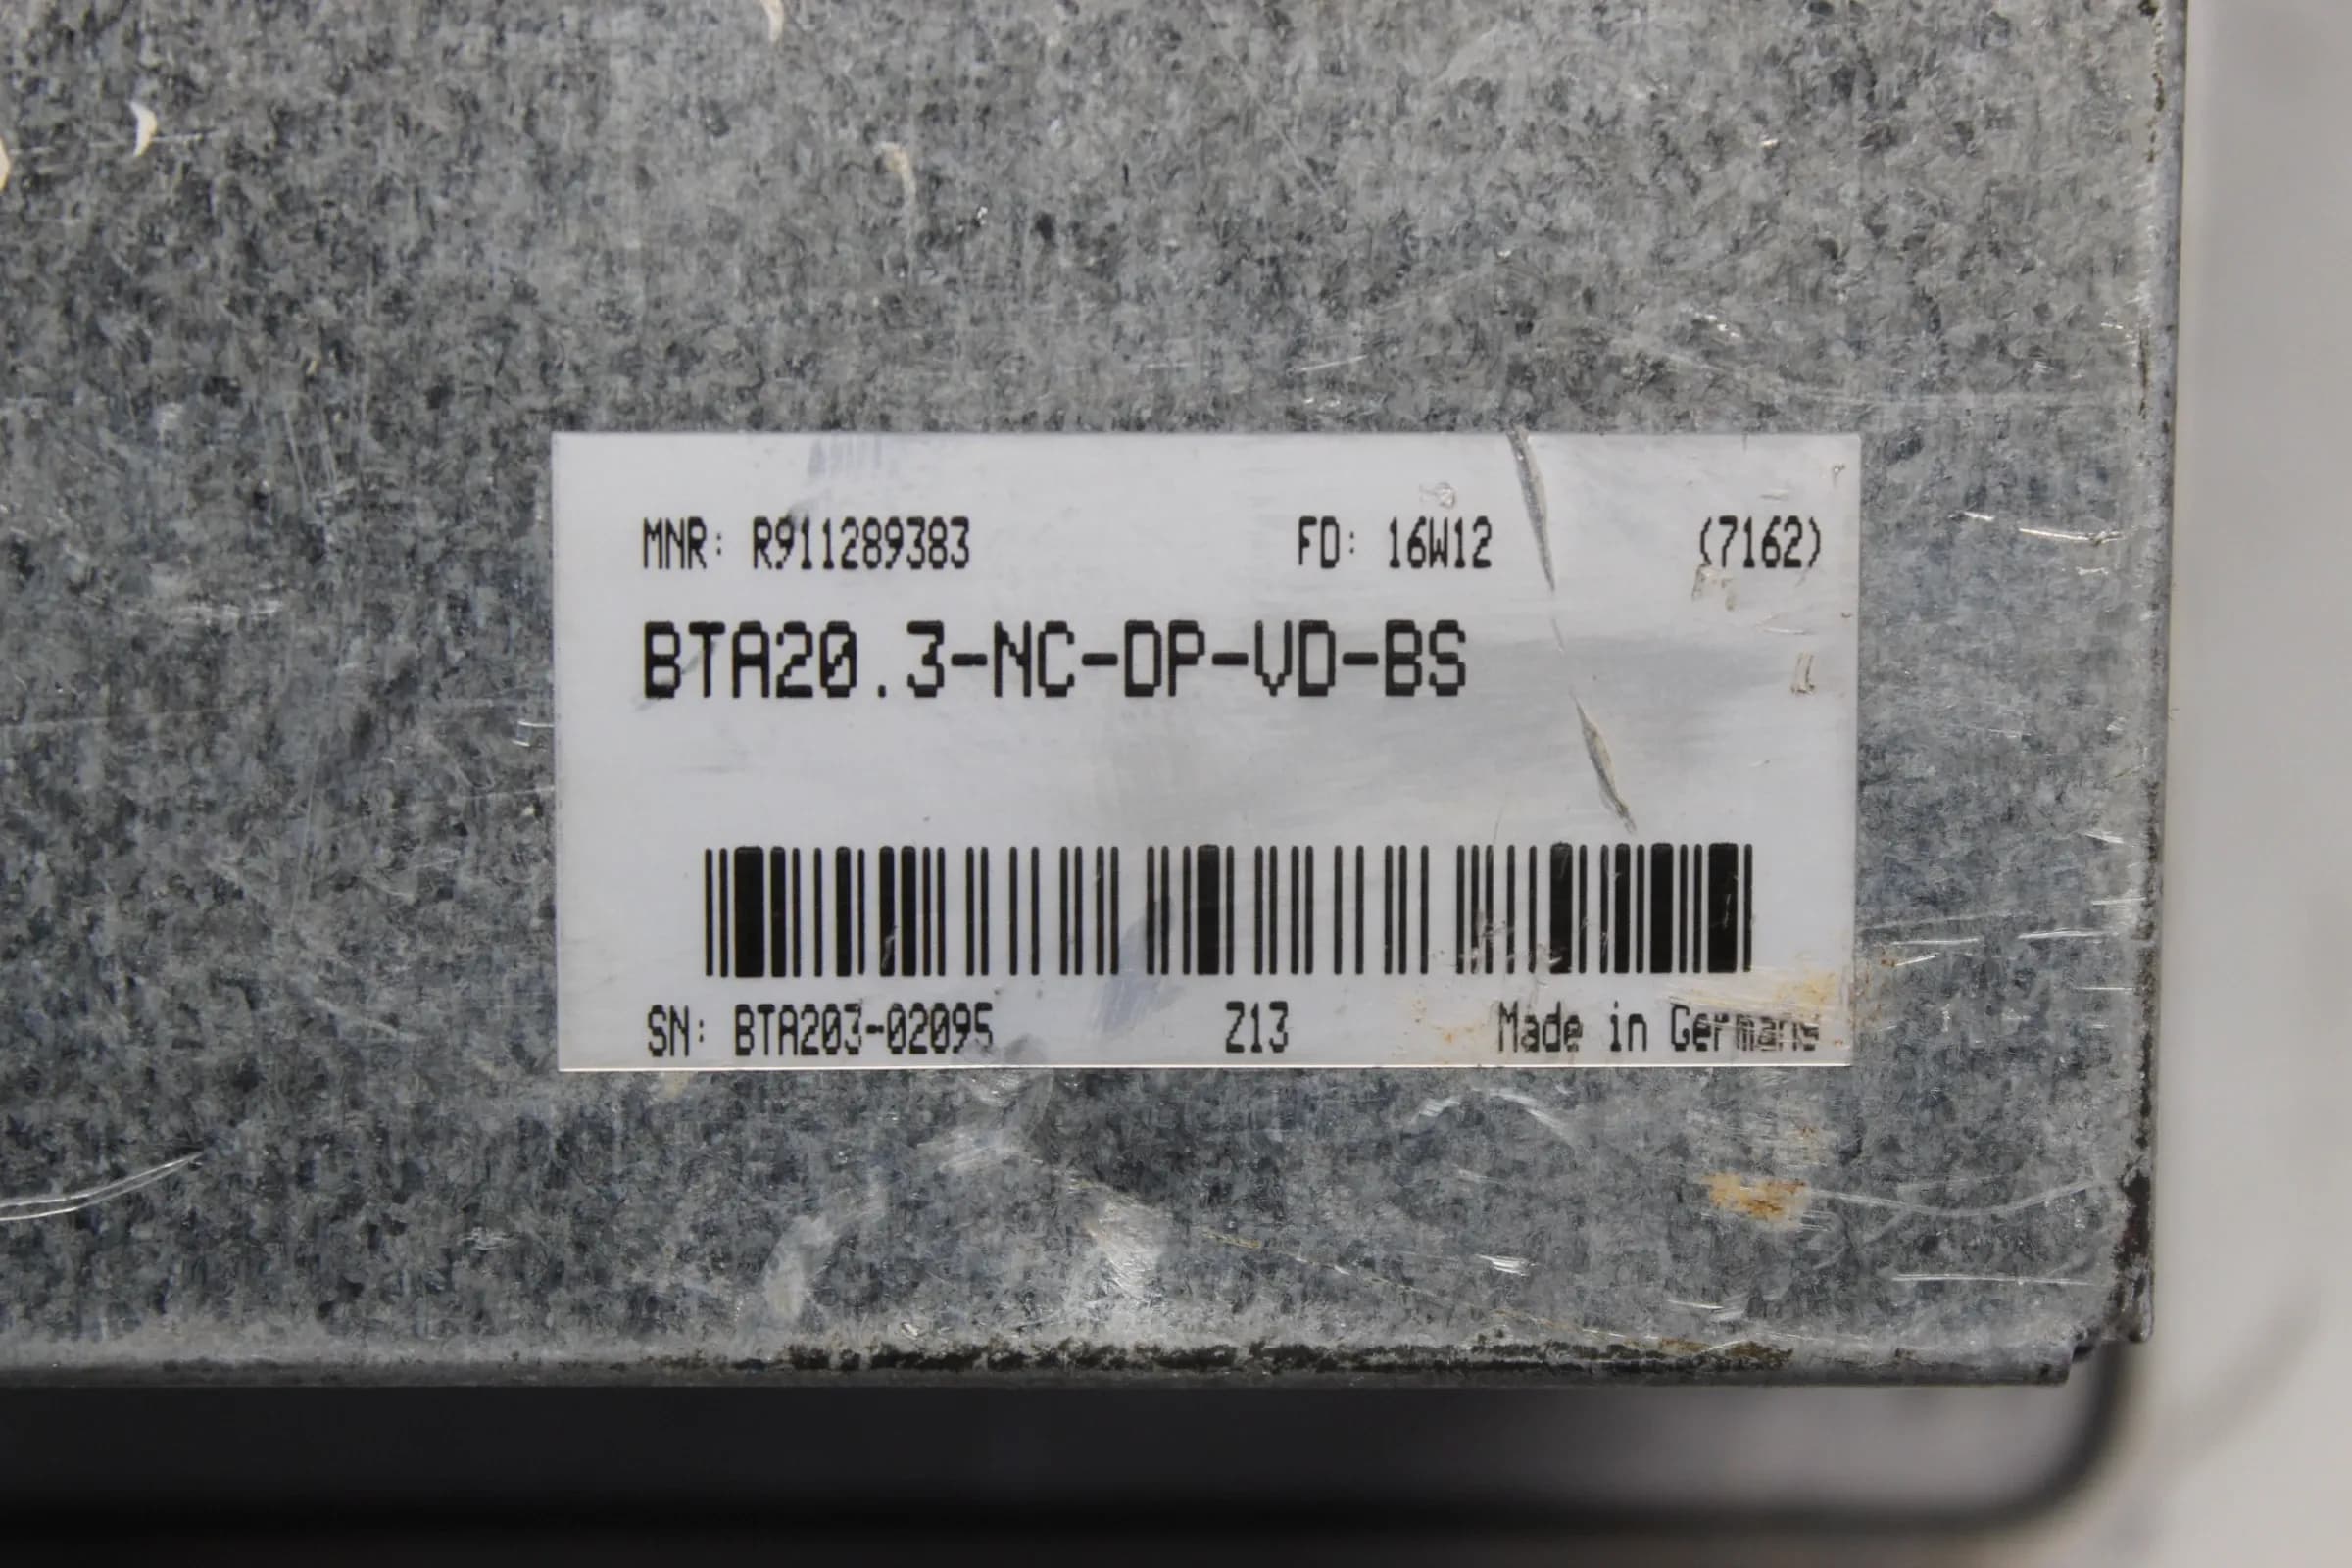 MNR: R911289383 FD: 16W12 (7162)
BTA20.3-NC-DP-VD-BS
SN: BTA203-02095 Z13 Made in Germany